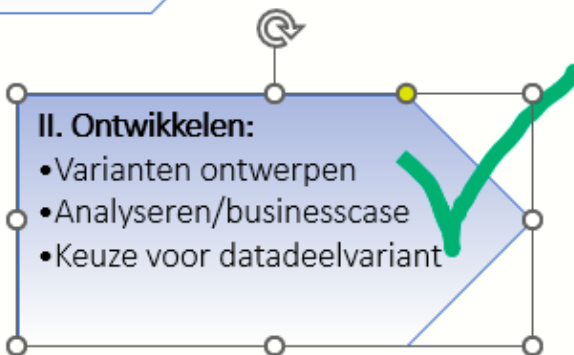 II. Ontwikkelen:
•Varianten ontwerpen
•Analyseren/businesscase
•Keuze voor datadeelvariant